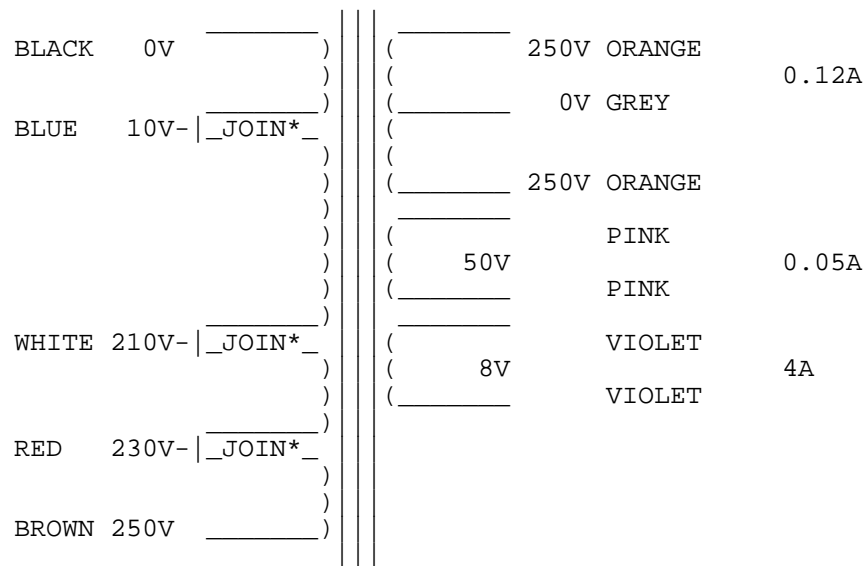 BLACK 0V 250V ORANGE
0.12A
0V GREY
BLUE 10V-|_JOIN*_
250V ORANGE
PINK
50V 0.05A
PINK
WHITE 210V-|_JOIN*_ VIOLET
8V 4A
VIOLET
RED 230V-|_JOIN*_
BROWN 250V